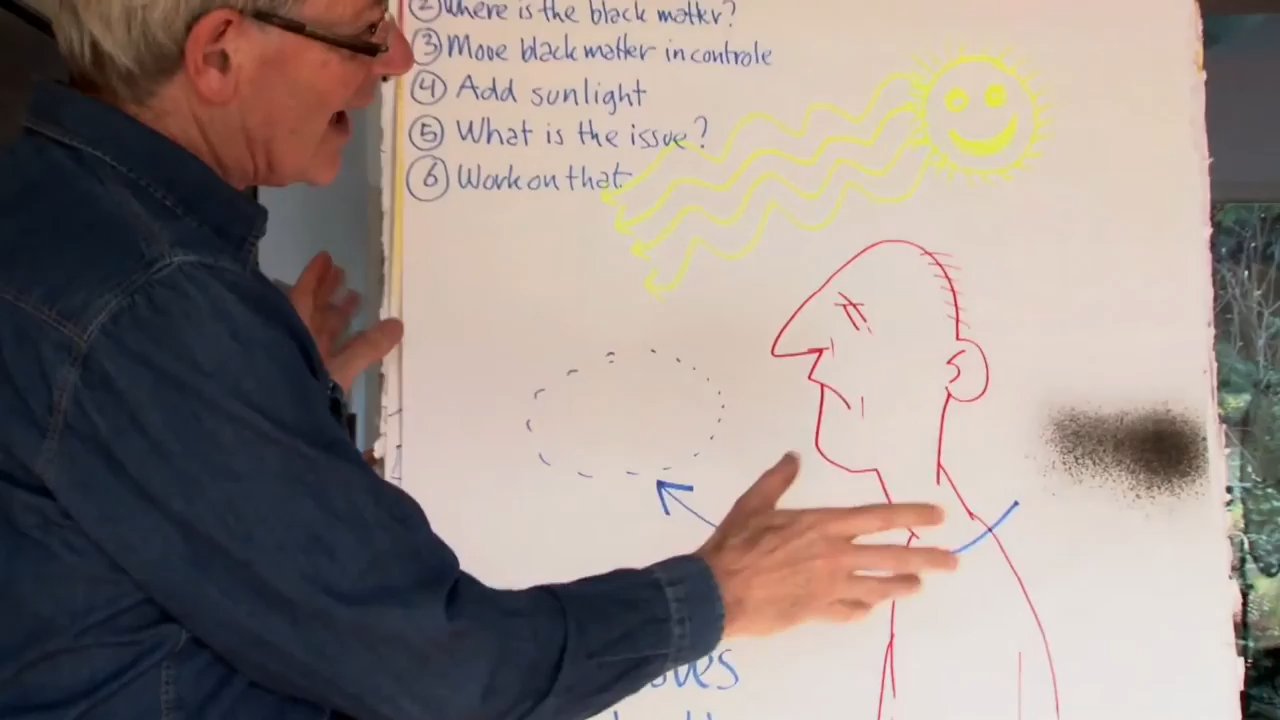 ② Where is the black matter?
③ Move black matter in controle
④ Add sunlight
⑤ What is the issue?
⑥ Work on that